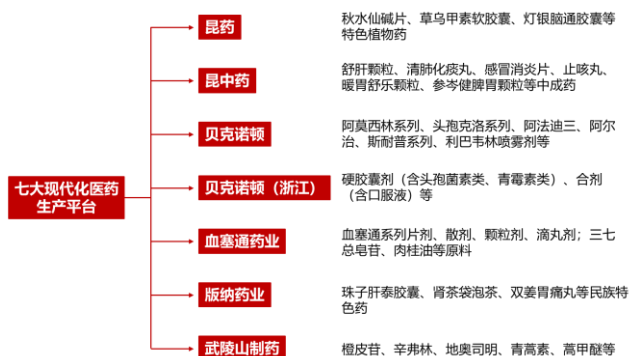 昆药
秋水仙碱片、草乌甲素软胶囊、灯银脑通胶囊等
特色植物药
昆中药
舒肝颗粒、清肺化痰丸、感冒消炎片、止咳丸、
暖胃舒乐颗粒、参苓健脾胃颗粒等中成药
贝克诺顿
阿莫西林系列、头孢克洛系列、阿法迪三、阿尔
治、斯耐普系列、利巴韦林喷雾剂等
七大现代化医药
生产平台
贝克诺顿（浙江）
硬胶囊剂（含头孢菌素类、青霉素类）、合剂
（含口服液）等
血塞通药业
血塞通系列片剂、散剂、颗粒剂、滴丸剂；三七
总皂苷、肉桂油等原料
版纳药业
珠子肝泰胶囊、肾茶袋泡茶、双姜胃痛丸等民族特
色药
武陵山制药
橙皮苷、辛弗林、地奥司明、青蒿素、蒿甲醚等